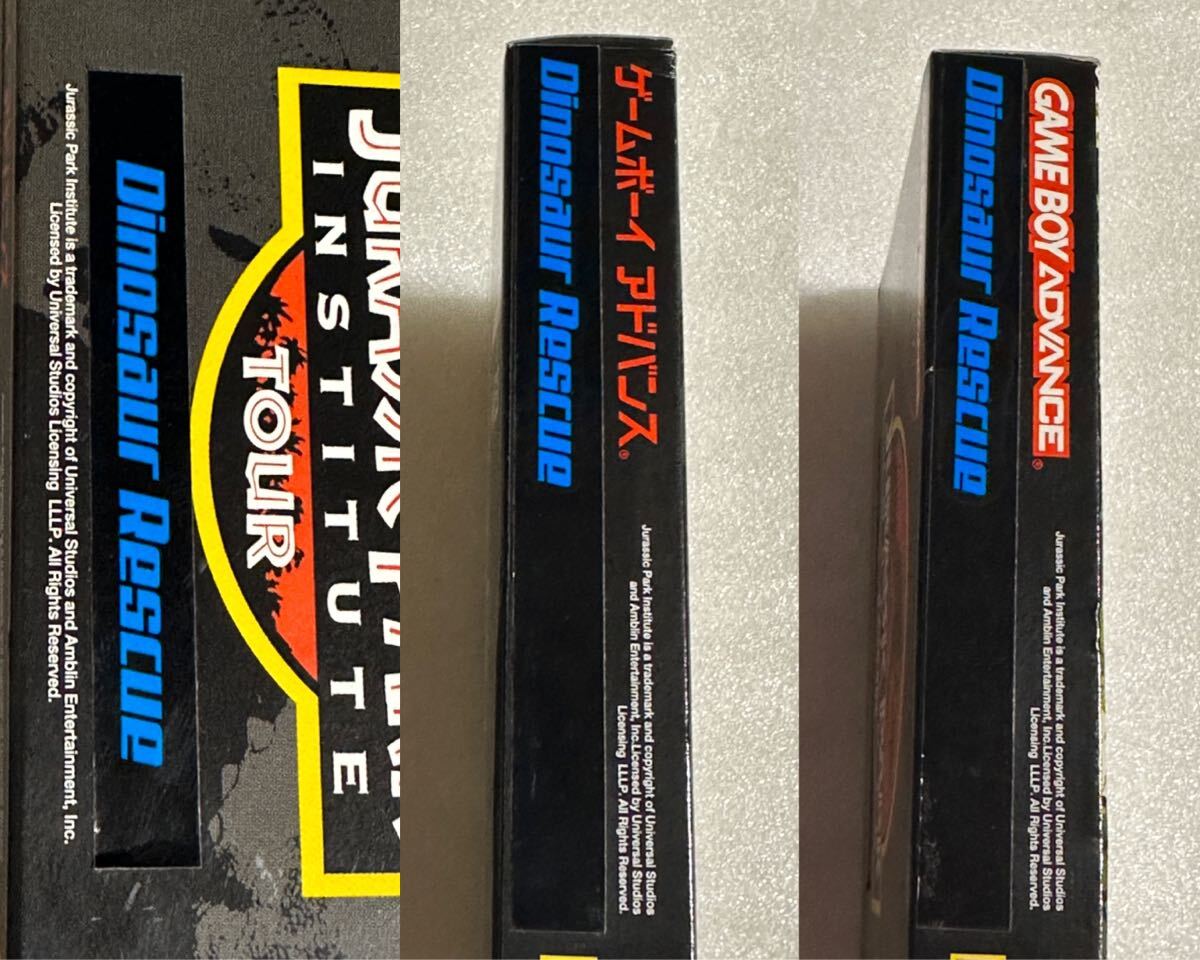 JURASSIC PARK
INSTITUTE
TOUR
Dinosaur Rescue
Jurassic Park Institute is a trademark and copyright of Universal Studios and Amblin Entertainment, Inc.
Licensed by Universal Studios Licensing LLLP. All Rights Reserved.
ゲームボーイ アドバンス®
Dinosaur Rescue
Jurassic Park Institute is a trademark and copyright of Universal Studios
and Amblin Entertainment, Inc.Licensed by Universal Studios
Licensing LLLP. All Rights Reserved.
GAME BOY ADVANCE®
Dinosaur Rescue
Jurassic Park Institute is a trademark and copyright of Universal Studios
and Amblin Entertainment, Inc.Licensed by Universal Studios
Licensing LLLP. All Rights Reserved.